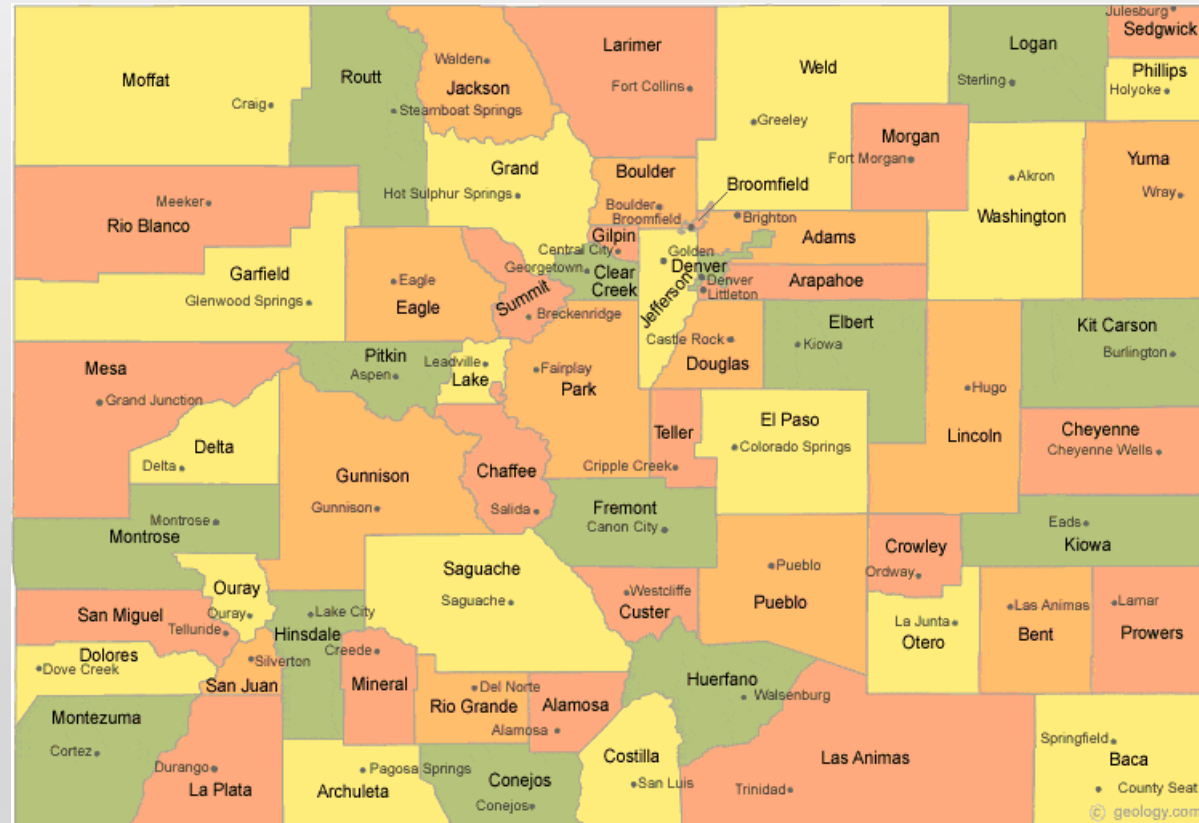 Julesburg
Sedgwick
Larimer
Logan
Walden
Weld
Moffat
Routt
Phillips
Jackson
Fort Collins
Sterling
Holyoke
Craig
Steamboat Springs
Greeley
Morgan
Fort Morgan
Yuma
Grand
Boulder
Akron
Broomfield
Hot Sulphur Springs
Wray
Meeker
Boulder
Broomfield
Brighton
Washington
Rio Blanco
Gilpin
Adams
Central City
Golden
Georgetown
Clear
Creek
Denver
Garfield
Eagle
Denver
Arapahoe
Glenwood Springs
Eagle
Summit
Littleton
Jefferson
Breckenridge
Elbert
Kit Carson
Castle Rock
Kiowa
Burlington
Pitkin
Leadville
Douglas
Mesa
Aspen
Lake
Fairplay
Park
Hugo
Grand Junction
El Paso
Cheyenne
Teller
Lincoln
Delta
Colorado Springs
Cheyenne Wells
Delta
Gunnison
Chaffee
Cripple Creek
Gunnison
Salida
Fremont
Montrose
Canon City
Eads
Montrose
Crowley
Kiowa
Saguache
Pueblo
Ordway
Ouray
Westcliffe
Saguache
Pueblo
Las Animas
Lamar
San Miguel
Ouray
Lake City
Custer
La Junta
Telluride
Hinsdale
Otero
Bent
Prowers
Dolores
Creede
Dove Creek
Silverton
San Juan
Mineral
Del Norte
Huerfano
Rio Grande
Alamosa
Walsenburg
Montezuma
Alamosa
Cortez
Costilla
Springfield
Las Animas
Baca
Durango
Pagosa Springs
La Plata
Archuleta
Conejos
San Luis
Trinidad
County Seat
Conejos
© geology.com